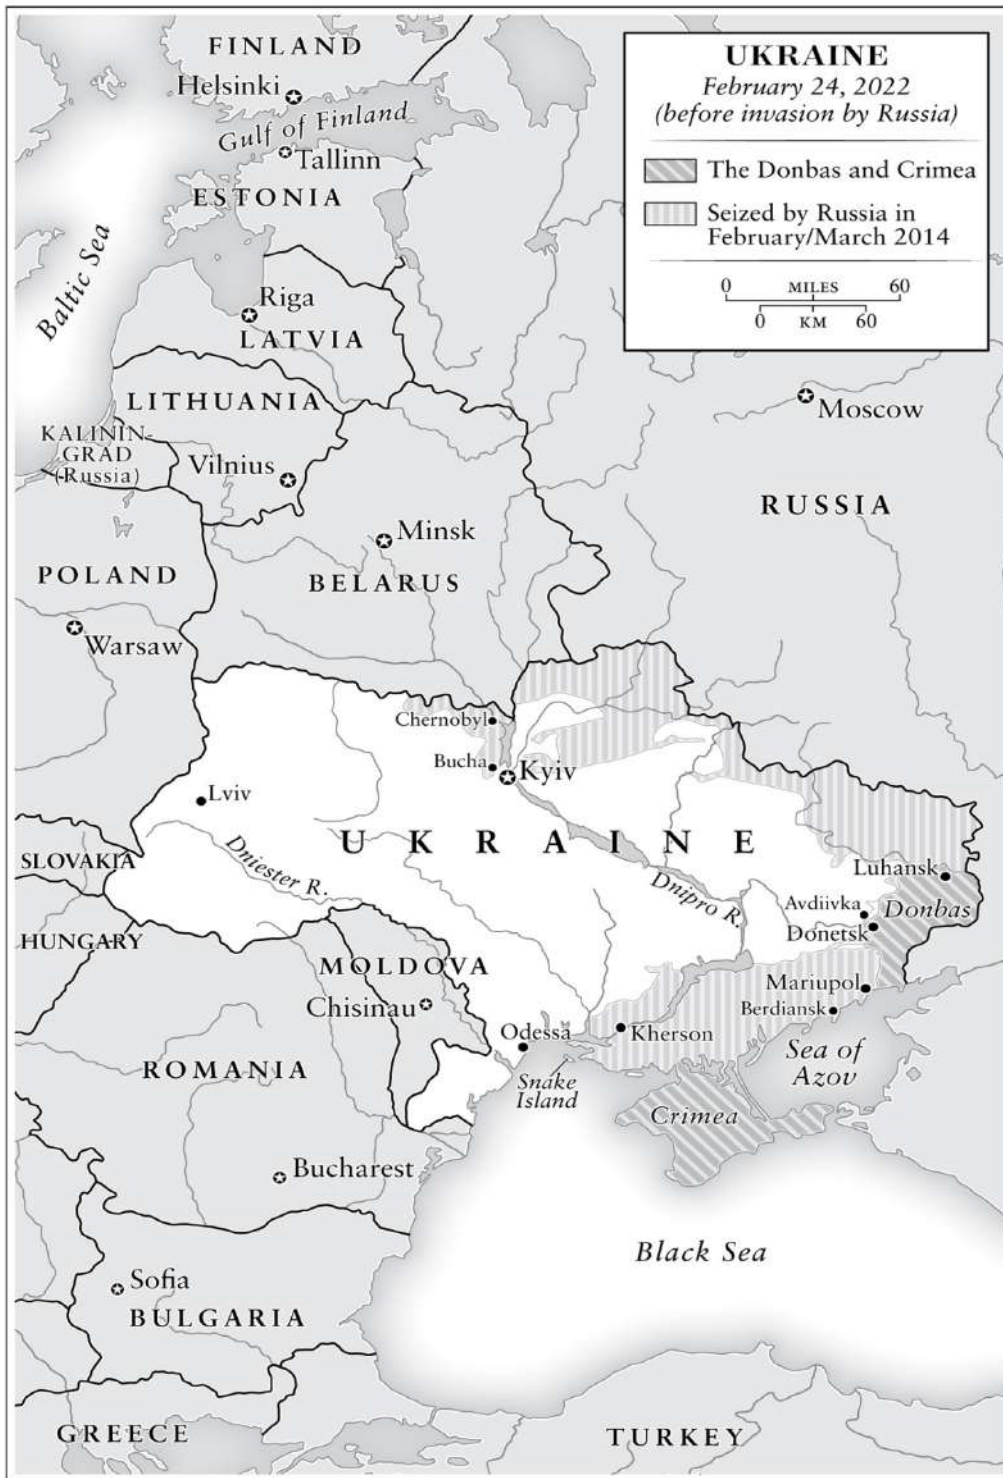 FINLAND
Helsinki
Gulf of Finland
Tallinn
ESTONIA
Baltic Sea
Riga
LATVIA
LITHUANIA
KALININ-
GRAD
(Russia)
Vilnius
UKRAINE
February 24, 2022
(before invasion by Russia)
The Donbas and Crimea
Seized by Russia in
February/March 2014
0 MILES 60
0 KM 60
Moscow
RUSSIA
Minsk
BELARUS
POLAND
Warsaw
Chernobyl
Bucha
Kyiv
Lviv
UKRAINE
SLOVAKIA
Dniester R.
Dnipro R.
Luhansk
Avdiivka
Donbas
Donetsk
HUNGARY
MOLDOVA
Chisinau
Mariupol
Berdiansk
Odessa
Kherson
Sea of
Azov
Snake
Island
Crimea
ROMANIA
Bucharest
Black Sea
Sofia
BULGARIA
GREECE
TURKEY